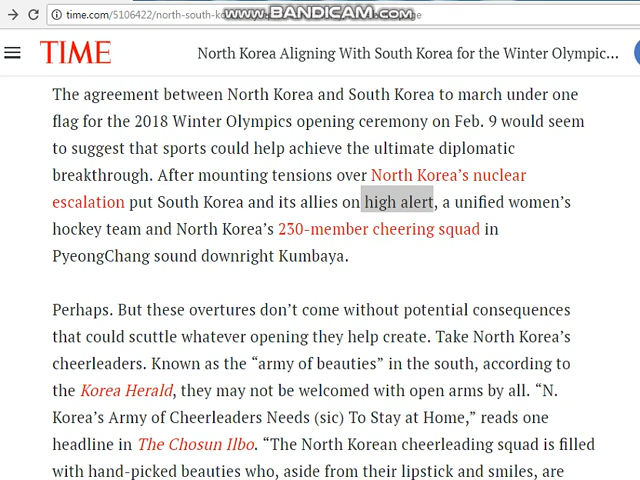 time.com/5106422/north-south-k
www.BANDICAM.com
ge
TIME
North Korea Aligning With South Korea for the Winter Olympic...
The agreement between North Korea and South Korea to march under one
flag for the 2018 Winter Olympics opening ceremony on Feb. 9 would seem
to suggest that sports could help achieve the ultimate diplomatic
breakthrough. After mounting tensions over North Korea's nuclear
escalation put South Korea and its allies on high alert, a unified women's
hockey team and North Korea's 230-member cheering squad in
PyeongChang sound downright Kumbaya.
Perhaps. But these overtures don't come without potential consequences
that could scuttle whatever opening they help create. Take North Korea's
cheerleaders. Known as the “army of beauties” in the south, according to
the Korea Herald, they may not be welcomed with open arms by all. “N.
Korea's Army of Cheerleaders Needs (sic) To Stay at Home,” reads one
headline in The Chosun Ilbo. “The North Korean cheerleading squad is filled
with hand-picked beauties who, aside from their lipstick and smiles, are